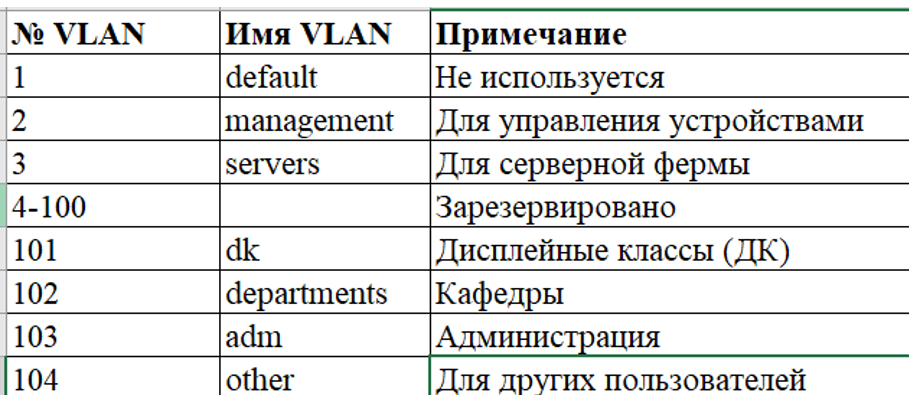 № VLAN Имя VLAN Примечание
1 default Не используется
2 management Для управления устройствами
3 servers Для серверной фермы
4-100 Зарезервировано
101 dk Дисплейные классы (ДК)
102 departments Кафедры
103 adm Администрация
104 other Для других пользователей